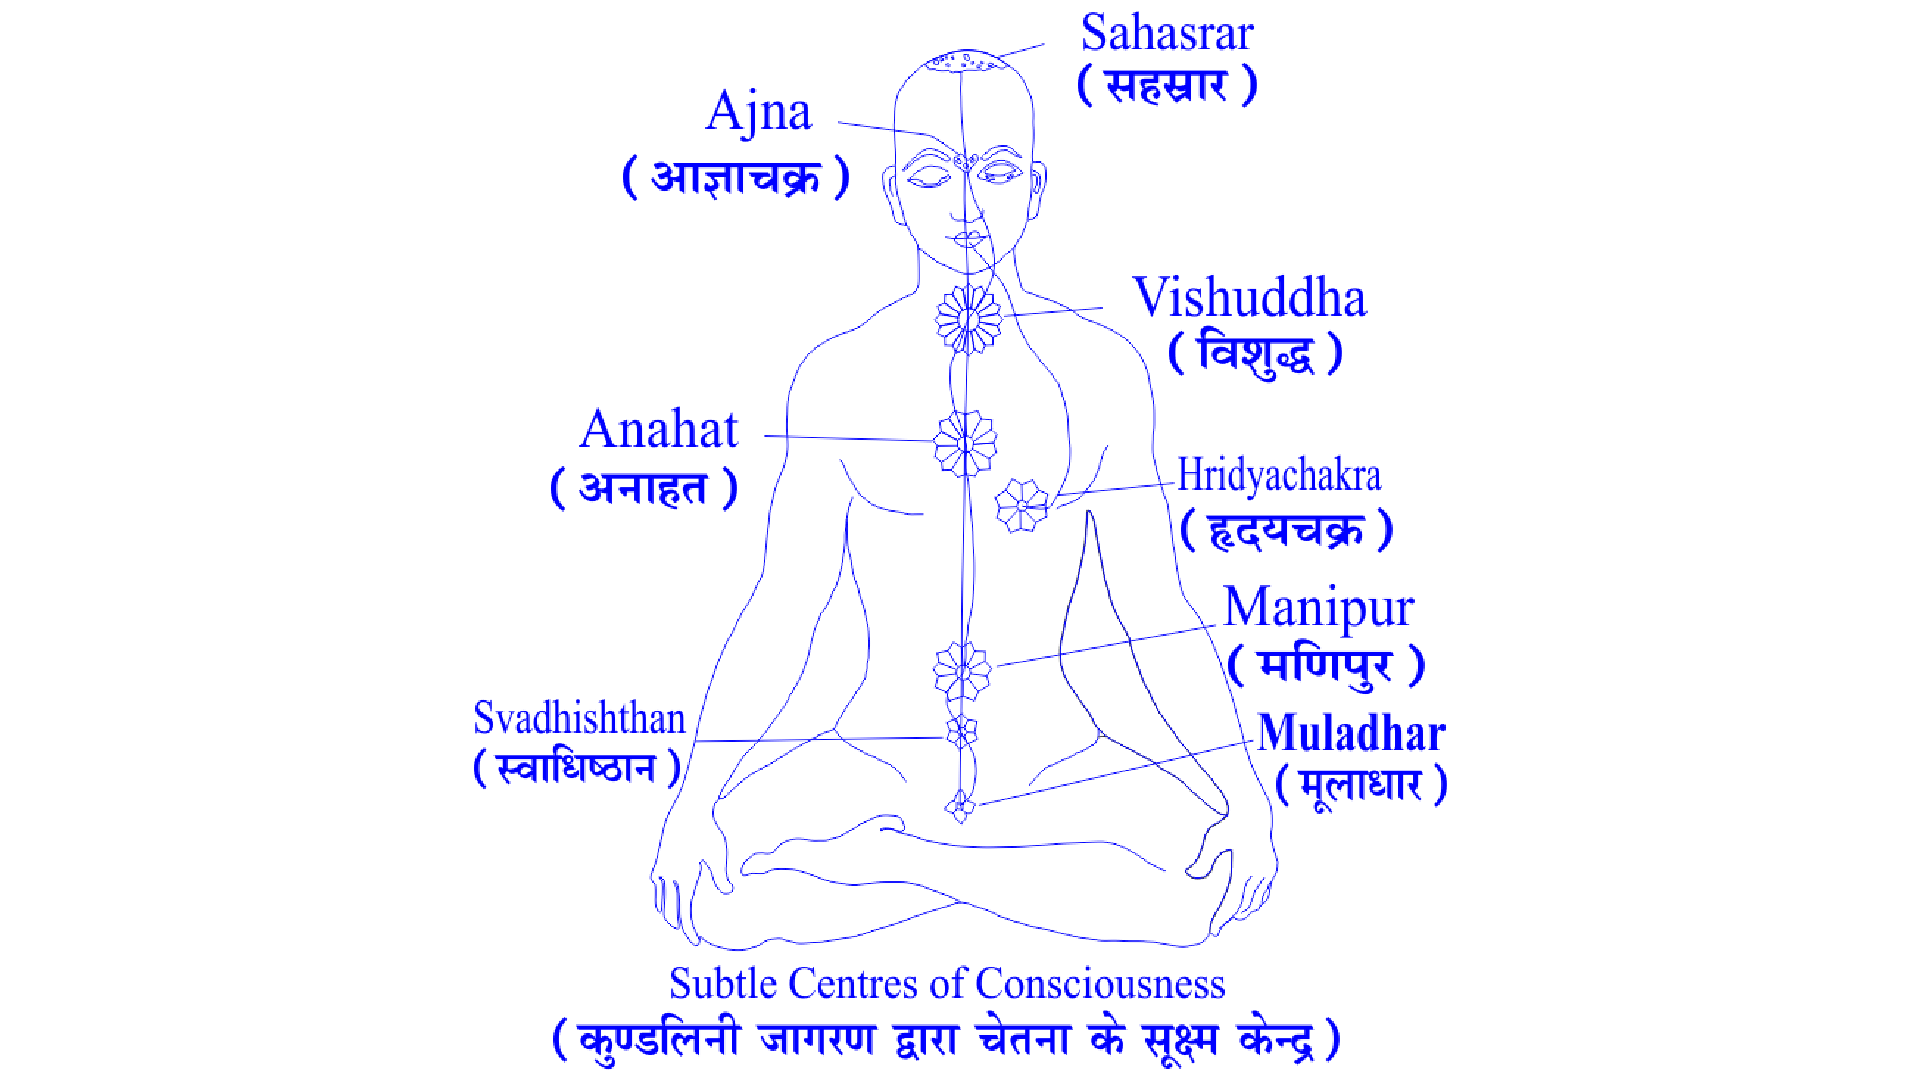 Sahasrar
( सहस्रार )
Ajna
( आज्ञाचक्र )
Vishuddha
( विशुद्ध )
Anahat
( अनाहत )
Hridyachakra
( हृदयचक्र )
Manipur
( मणिपुर )
Svadhishthan
( स्वाधिष्ठान )
Muladhar
( मूलाधार )
Subtle Centres of Consciousness
( कुण्डलिनी जागरण द्वारा चेतना के सूक्ष्म केन्द्र )